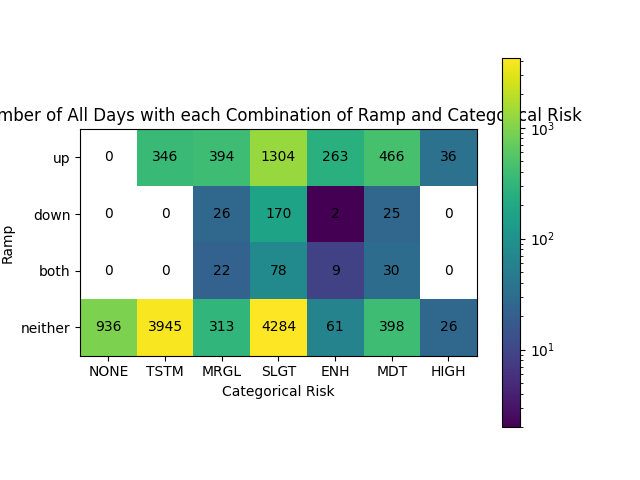 mber of All Days with each Combination of Ramp and Categorical Risk
up 0 346 394 1304 263 466 36
down 0 0 26 170 2 25 0
both 0 0 22 78 9 30 0
neither 936 3945 313 4284 61 398 26
NONE TSTM MRGL SLGT ENH MDT HIGH
Categorical Risk
Ramp
10³
10²
10¹